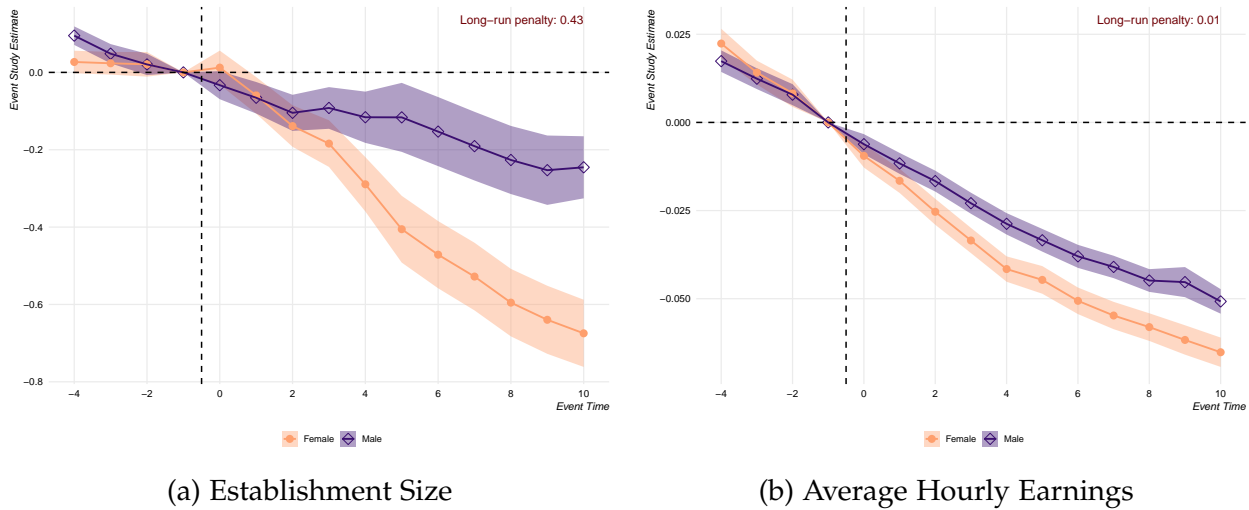 Event Study Estimate
Long−run penalty: 0.43
0.0
−0.2
−0.4
−0.6
−0.8
−4
−2
0
2
4
6
8
10
Event Time
Female
Male
(a) Establishment Size
Event Study Estimate
Long−run penalty: 0.01
0.025
0.000
−0.025
−0.050
−4
−2
0
2
4
6
8
10
Event Time
Female
Male
(b) Average Hourly Earnings